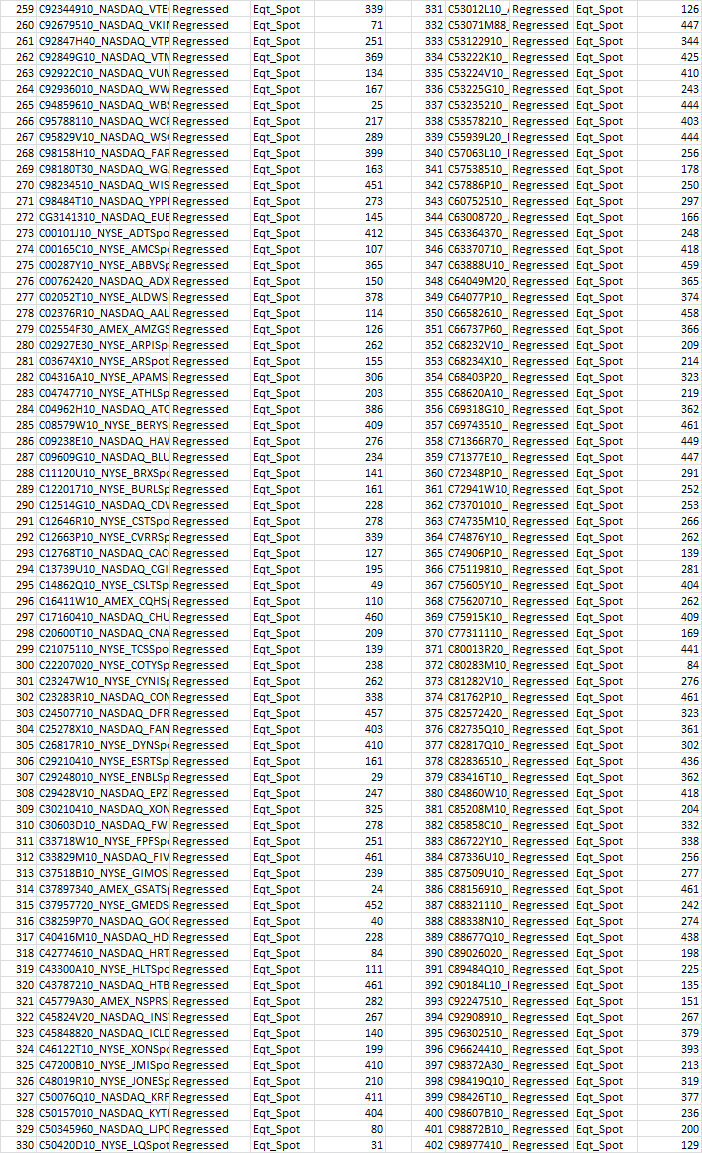 259 C92344910_NASDAQ_VTE Regressed Eqt_Spot 339 331 C53012L10_ Regressed Eqt_Spot 126
260 C92679510_NASDAQ_VKI Regressed Eqt_Spot 71 332 C53071M88_ Regressed Eqt_Spot 447
261 C92847H40_NASDAQ_VTP Regressed Eqt_Spot 251 333 C53122910_ Regressed Eqt_Spot 344
262 C92849G10_NASDAQ_VTN Regressed Eqt_Spot 369 334 C53222K10_ Regressed Eqt_Spot 425
263 C92922C10_NASDAQ_VUN Regressed Eqt_Spot 134 335 C53224V10_ Regressed Eqt_Spot 410
264 C92936010_NASDAQ_WW Regressed Eqt_Spot 167 336 C53225G10_ Regressed Eqt_Spot 243
265 C94859610_NASDAQ_WBS Regressed Eqt_Spot 25 337 C53235210_ Regressed Eqt_Spot 444
266 C95788110_NASDAQ_WCF Regressed Eqt_Spot 217 338 C53578210_ Regressed Eqt_Spot 403
267 C95829V10_NASDAQ_WS Regressed Eqt_Spot 289 339 C55939L20_ Regressed Eqt_Spot 444
268 C98158H10_NASDAQ_FAR Regressed Eqt_Spot 399 340 C57063L10_ Regressed Eqt_Spot 256
269 C98180T30_NASDAQ_WG Regressed Eqt_Spot 163 341 C57538510_ Regressed Eqt_Spot 178
270 C98234510_NASDAQ_WIS Regressed Eqt_Spot 451 342 C57886P10_ Regressed Eqt_Spot 250
271 C98484T10_NASDAQ_YPP Regressed Eqt_Spot 273 343 C60752510_ Regressed Eqt_Spot 297
272 CG3141310_NASDAQ_EUF Regressed Eqt_Spot 145 344 C63008720_ Regressed Eqt_Spot 166
273 C00101J10_NYSE_ADTSpo Regressed Eqt_Spot 412 345 C63364370_ Regressed Eqt_Spot 248
274 C00165C10_NYSE_AMCSp Regressed Eqt_Spot 107 346 C63370710_ Regressed Eqt_Spot 418
275 C00287Y10_NYSE_ABBVSp Regressed Eqt_Spot 365 347 C63888U10_ Regressed Eqt_Spot 459
276 C00762420_NASDAQ_ADX Regressed Eqt_Spot 150 348 C64049M20_ Regressed Eqt_Spot 365
277 C02052T10_NYSE_ALDWS Regressed Eqt_Spot 378 349 C64077P10_ Regressed Eqt_Spot 374
278 C02376R10_NASDAQ_AAL Regressed Eqt_Spot 114 350 C66582610_ Regressed Eqt_Spot 458
279 C02554F30_AMEX_AMZGS Regressed Eqt_Spot 126 351 C66737P60_ Regressed Eqt_Spot 366
280 C02927E30_NYSE_ARPISp Regressed Eqt_Spot 262 352 C68232V10_ Regressed Eqt_Spot 209
281 C03674X10_NYSE_ARSpot Regressed Eqt_Spot 155 353 C68234X10_ Regressed Eqt_Spot 214
282 C04316A10_NYSE_APAMS Regressed Eqt_Spot 306 354 C68403P20_ Regressed Eqt_Spot 323
283 C04747710_NYSE_ATHLSp Regressed Eqt_Spot 203 355 C68620A10_ Regressed Eqt_Spot 219
284 C04962H10_NASDAQ_ATC Regressed Eqt_Spot 386 356 C69318G10_ Regressed Eqt_Spot 362
285 C08579W10_NYSE_BERYS Regressed Eqt_Spot 409 357 C69743510_ Regressed Eqt_Spot 461
286 C09238E10_NASDAQ_HAV Regressed Eqt_Spot 276 358 C71366R70_ Regressed Eqt_Spot 449
287 C09609G10_NASDAQ_BLU Regressed Eqt_Spot 234 359 C71377E10_ Regressed Eqt_Spot 447
288 C11120U10_NYSE_BRXSpo Regressed Eqt_Spot 141 360 C72348P10_ Regressed Eqt_Spot 291
289 C12201710_NYSE_BURLSp Regressed Eqt_Spot 161 361 C72941W10_ Regressed Eqt_Spot 252
290 C12514G10_NASDAQ_CDV Regressed Eqt_Spot 228 362 C73701010_ Regressed Eqt_Spot 253
291 C12646R10_NYSE_CSTSpo Regressed Eqt_Spot 278 363 C74735M10_ Regressed Eqt_Spot 266
292 C12663P10_NYSE_CVRRSp Regressed Eqt_Spot 339 364 C74876Y10_ Regressed Eqt_Spot 262
293 C12768T10_NASDAQ_CAC Regressed Eqt_Spot 127 365 C74906P10_ Regressed Eqt_Spot 139
294 C13739U10_NASDAQ_CGI Regressed Eqt_Spot 195 366 C75119810_ Regressed Eqt_Spot 281
295 C14862Q10_NYSE_CSLTSp Regressed Eqt_Spot 49 367 C75605Y10_ Regressed Eqt_Spot 404
296 C16411W10_AMEX_CQHSp Regressed Eqt_Spot 110 368 C75620710_ Regressed Eqt_Spot 262
297 C17160410_NASDAQ_CHU Regressed Eqt_Spot 460 369 C75915K10_ Regressed Eqt_Spot 409
298 C20600T10_NASDAQ_CNA Regressed Eqt_Spot 209 370 C77311110_ Regressed Eqt_Spot 169
299 C21075110_NYSE_TCSSpo Regressed Eqt_Spot 139 371 C80013R20_ Regressed Eqt_Spot 441
300 C22207020_NYSE_COTYSp Regressed Eqt_Spot 238 372 C80283M10_ Regressed Eqt_Spot 84
301 C23247W10_NYSE_CYNISp Regressed Eqt_Spot 262 373 C81282V10_ Regressed Eqt_Spot 276
302 C23283R10_NASDAQ_CON Regressed Eqt_Spot 338 374 C81762P10_ Regressed Eqt_Spot 461
303 C24507710_NASDAQ_DFR Regressed Eqt_Spot 457 375 C82572420_ Regressed Eqt_Spot 323
304 C25278X10_NASDAQ_FAN Regressed Eqt_Spot 403 376 C82735Q10_ Regressed Eqt_Spot 361
305 C26817R10_NYSE_DYNSp Regressed Eqt_Spot 410 377 C82817Q10_ Regressed Eqt_Spot 302
306 C29210410_NYSE_ESRTSp Regressed Eqt_Spot 161 378 C82836510_ Regressed Eqt_Spot 436
307 C29248010_NYSE_ENBLSp Regressed Eqt_Spot 29 379 C83416T10_ Regressed Eqt_Spot 362
308 C29428V10_NASDAQ_EPZ Regressed Eqt_Spot 247 380 C84860W10_ Regressed Eqt_Spot 418
309 C30210410_NASDAQ_XON Regressed Eqt_Spot 325 381 C85208M10_ Regressed Eqt_Spot 204
310 C30603D10_NASDAQ_FW Regressed Eqt_Spot 278 382 C85858C10_ Regressed Eqt_Spot 332
311 C33718W10_NYSE_FPFSpo Regressed Eqt_Spot 251 383 C86722Y10_ Regressed Eqt_Spot 338
312 C33829M10_NASDAQ_FIV Regressed Eqt_Spot 461 384 C87336U10_ Regressed Eqt_Spot 256
313 C37518B10_NYSE_GIMOS Regressed Eqt_Spot 239 385 C87509U10_ Regressed Eqt_Spot 277
314 C37897340_AMEX_GSATS Regressed Eqt_Spot 24 386 C88156910_ Regressed Eqt_Spot 461
315 C37957720_NYSE_GMEDS Regressed Eqt_Spot 452 387 C88321110_ Regressed Eqt_Spot 242
316 C38259P70_NASDAQ_GOO Regressed Eqt_Spot 40 388 C88338N10_ Regressed Eqt_Spot 274
317 C40416M10_NASDAQ_HD Regressed Eqt_Spot 228 389 C88677Q10_ Regressed Eqt_Spot 438
318 C42774610_NASDAQ_HRT Regressed Eqt_Spot 84 390 C89026020_ Regressed Eqt_Spot 198
319 C43300A10_NYSE_HLTSpo Regressed Eqt_Spot 111 391 C89484Q10_ Regressed Eqt_Spot 225
320 C43787210_NASDAQ_HTB Regressed Eqt_Spot 461 392 C90184L10_ Regressed Eqt_Spot 135
321 C45779A30_AMEX_NSPRS Regressed Eqt_Spot 282 393 C92247510_ Regressed Eqt_Spot 151
322 C45824V20_NASDAQ_INS Regressed Eqt_Spot 267 394 C92908910_ Regressed Eqt_Spot 267
323 C45848820_NASDAQ_ICLD Regressed Eqt_Spot 140 395 C96302510_ Regressed Eqt_Spot 379
324 C46122T10_NYSE_XONSpo Regressed Eqt_Spot 199 396 C96624410_ Regressed Eqt_Spot 393
325 C47200B10_NYSE_JMISpo Regressed Eqt_Spot 410 397 C98372A30_ Regressed Eqt_Spot 213
326 C48019R10_NYSE_JONESp Regressed Eqt_Spot 210 398 C98419Q10_ Regressed Eqt_Spot 319
327 C50076Q10_NASDAQ_KRF Regressed Eqt_Spot 411 399 C98426T10_ Regressed Eqt_Spot 377
328 C50157010_NASDAQ_KYT Regressed Eqt_Spot 404 400 C98607B10_ Regressed Eqt_Spot 236
329 C50345960_NASDAQ_LJPC Regressed Eqt_Spot 80 401 C98872B10_ Regressed Eqt_Spot 200
330 C50420D10_NYSE_LQSpot Regressed Eqt_Spot 31 402 C98977410_ Regressed Eqt_Spot 129